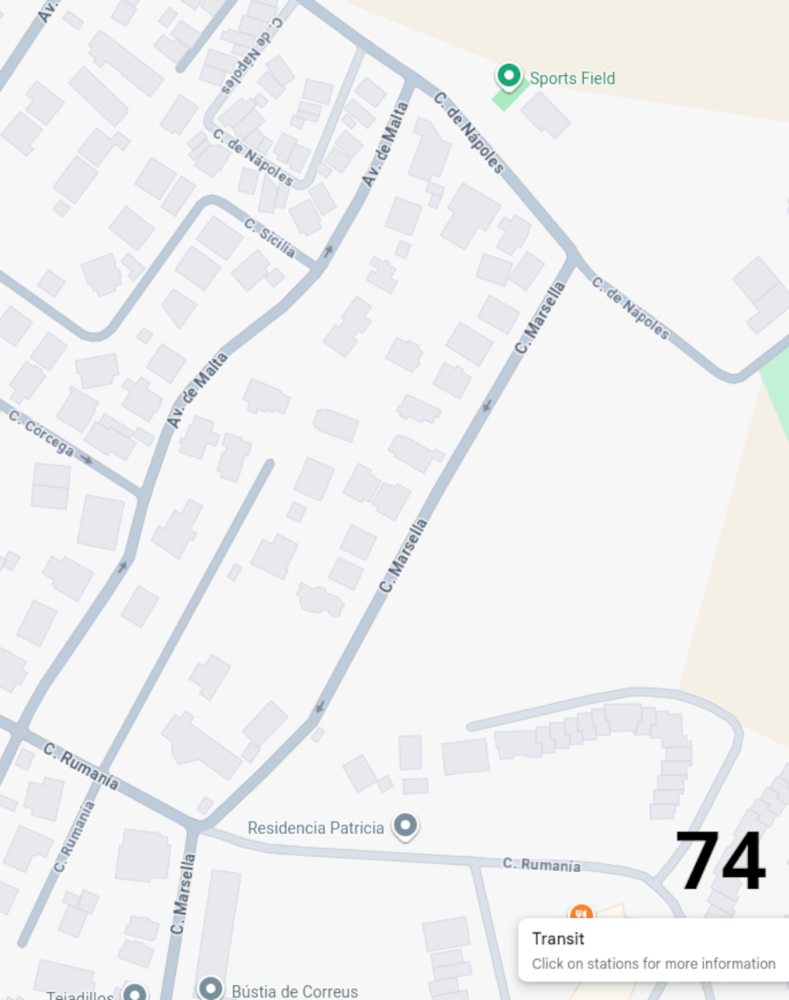 Av.
C. de Nápoles
Sports Field
C. de Nápoles
Av. de Malta
C. de Nápoles
C. Sicilia
C. de Nápoles
C. Marsella
Av. de Malta
C. Córcega
C. Marsella
C. Rumanía
Residencia Patricia
C. Rumania
C. Rumanía
74
C. Marsella
Transit
Click on stations for more information
Tejadillos
Bústia de Correus